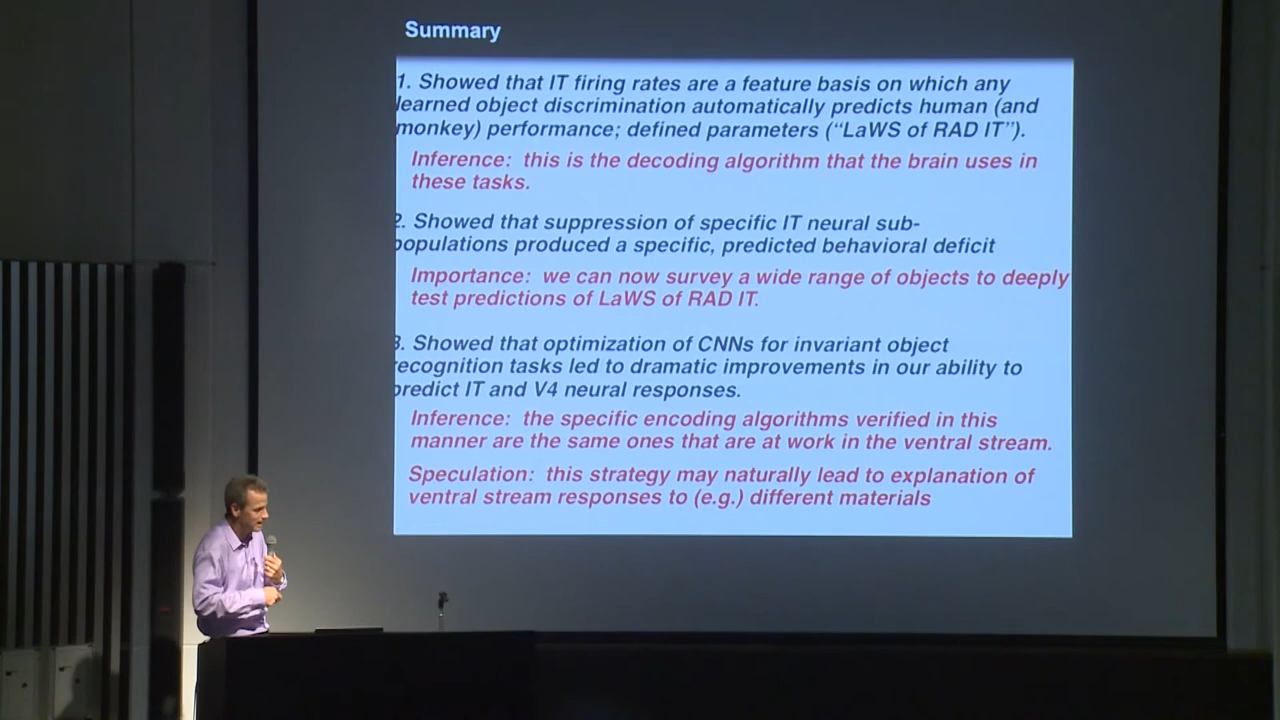 Summary
1. Showed that IT firing rates are a feature basis on which any
learned object discrimination automatically predicts human (and
monkey) performance; defined parameters (“LaWS of RAD IT”).
Inference: this is the decoding algorithm that the brain uses in
these tasks.
2. Showed that suppression of specific IT neural sub-
populations produced a specific, predicted behavioral deficit
Importance: we can now survey a wide range of objects to deeply
test predictions of LaWS of RAD IT.
3. Showed that optimization of CNNs for invariant object
recognition tasks led to dramatic improvements in our ability to
predict IT and V4 neural responses.
Inference: the specific encoding algorithms verified in this
manner are the same ones that are at work in the ventral stream.
Speculation: this strategy may naturally lead to explanation of
ventral stream responses to (e.g.) different materials